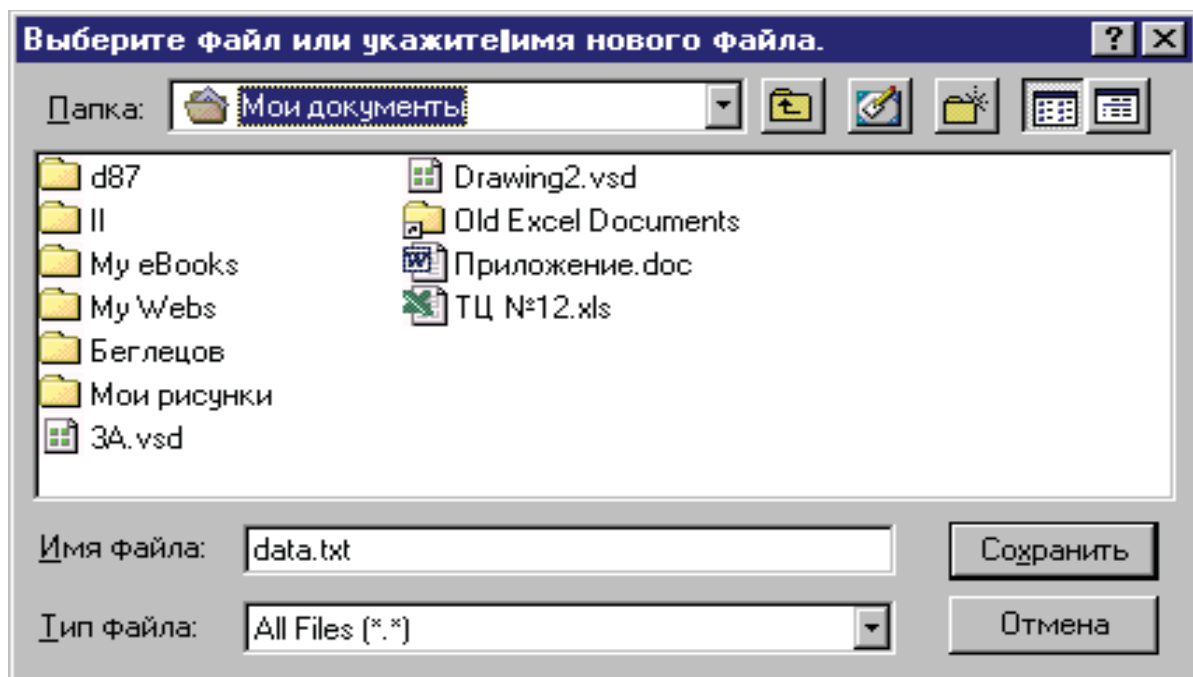 Выберите файл или укажите|имя нового файла.
Папка: Мои документы
d87
II
My eBooks
My Webs
Беглецов
Мои рисунки
3A.vsd
Drawing2.vsd
Old Excel Documents
Приложение.doc
ТЦ №12.xls
Имя файла: data.txt
Сохранить
Тип файла: All Files (*.*)
Отмена